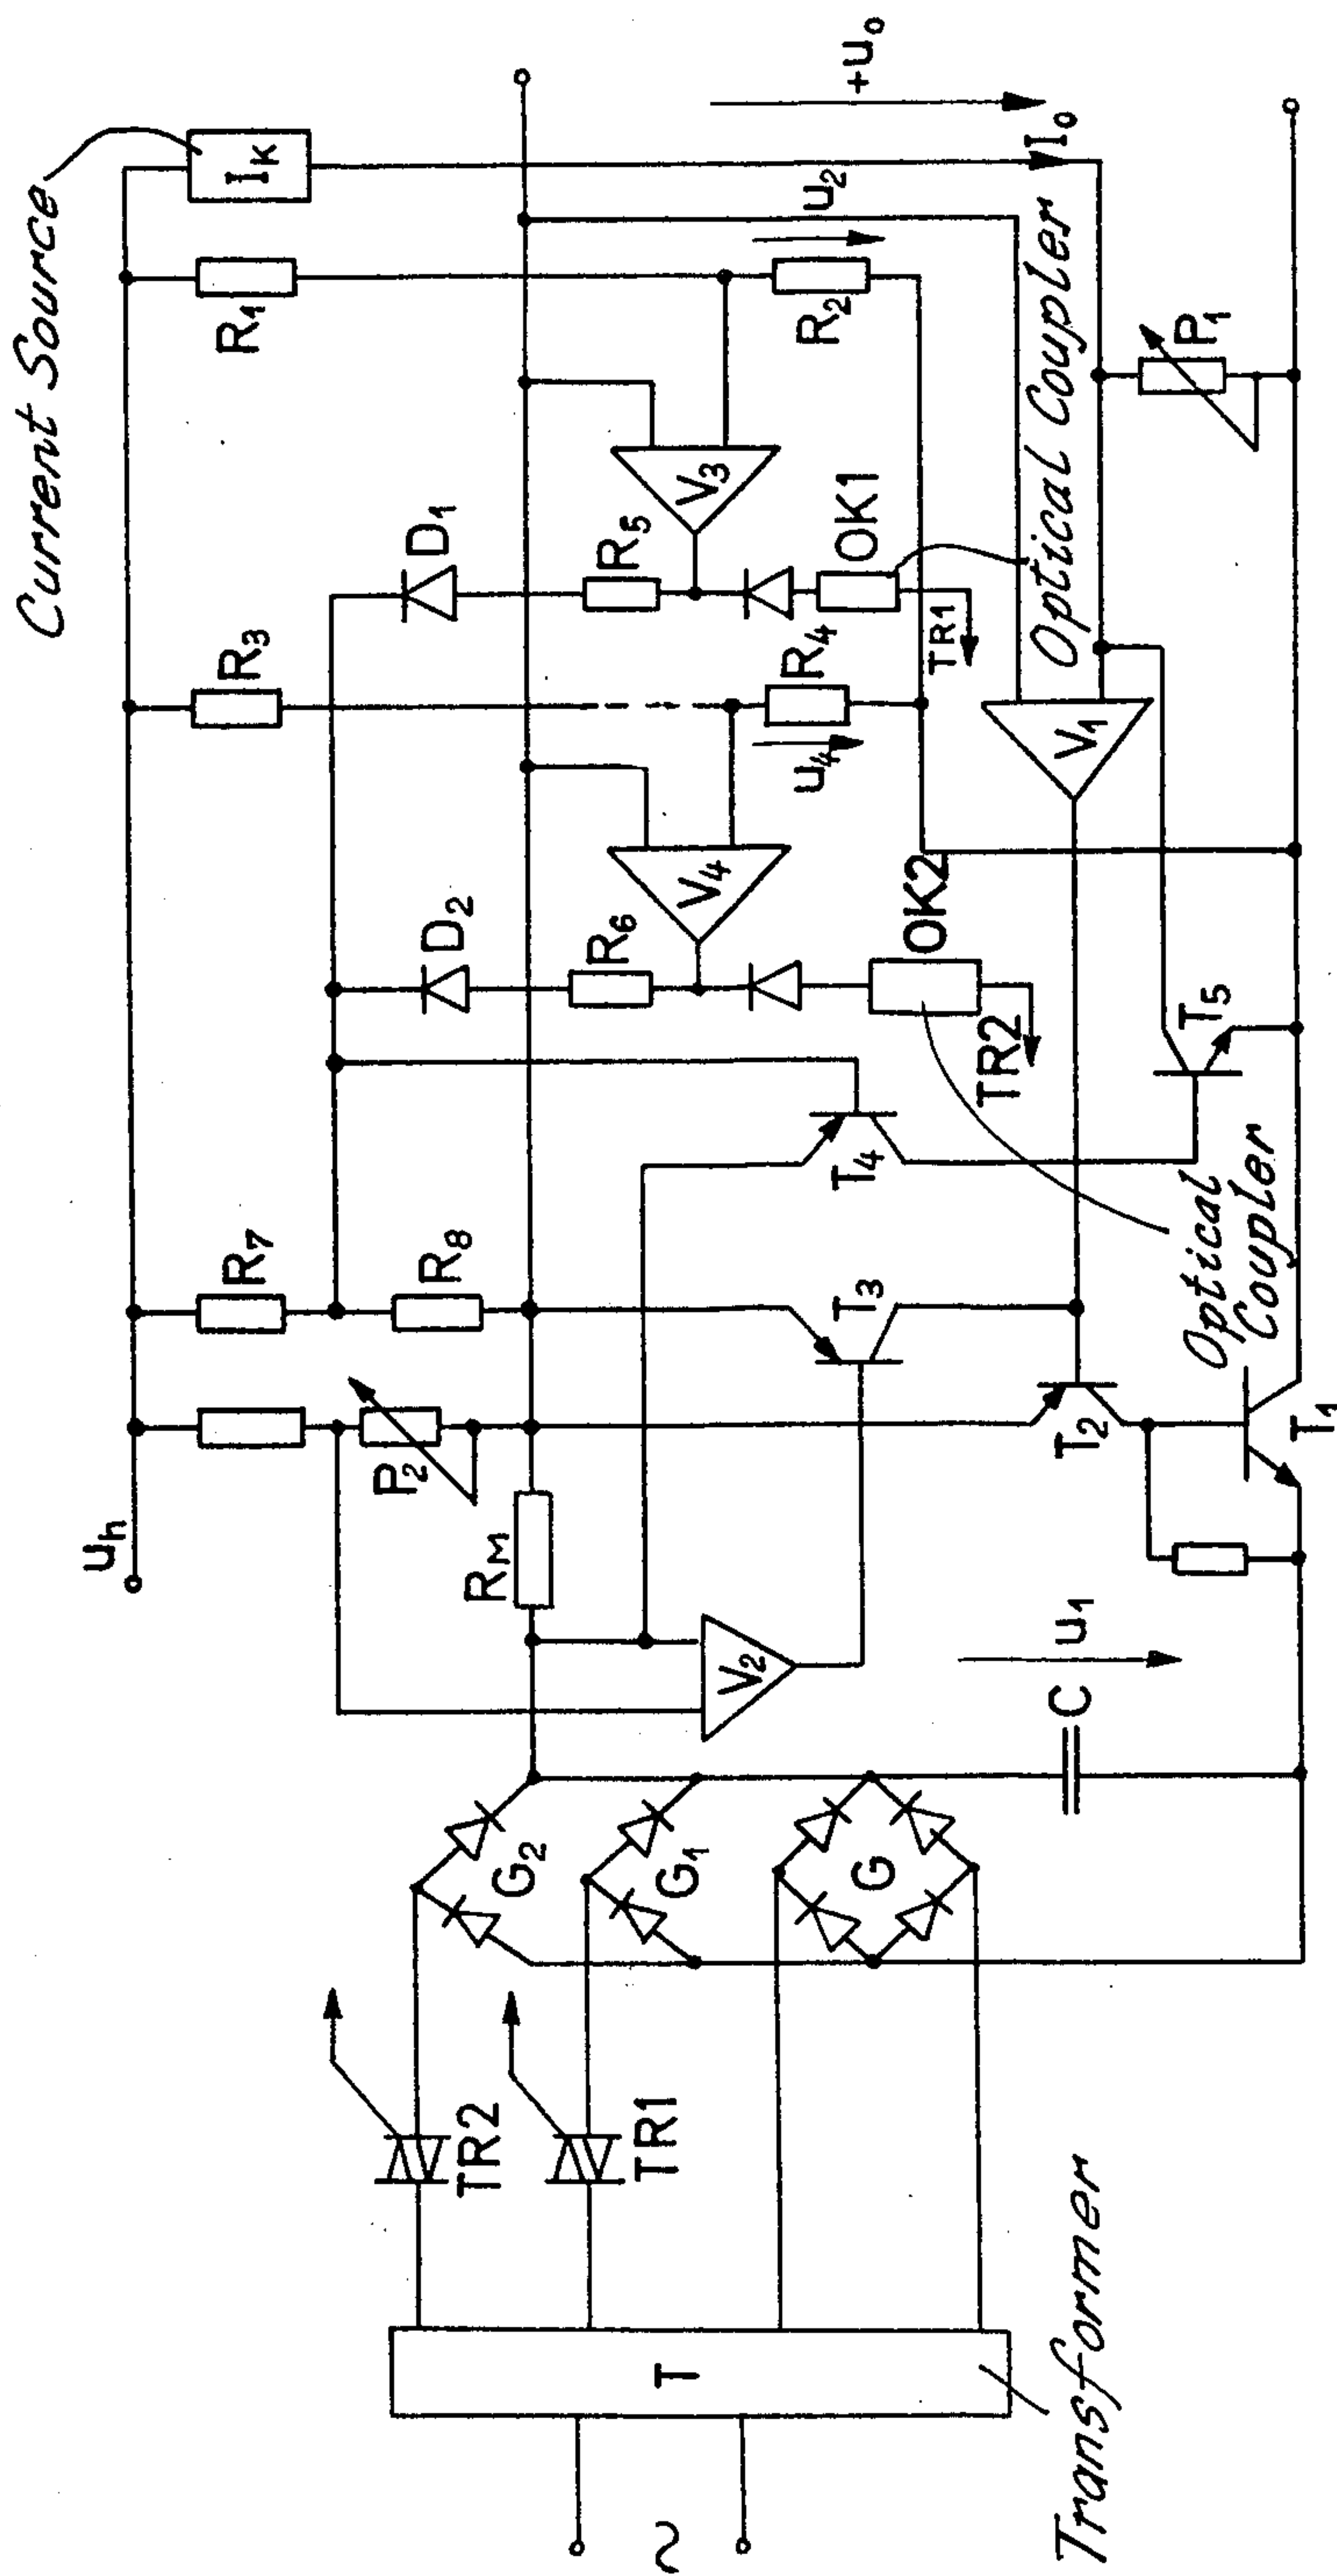 Current Source
u_h
I_K
R_7
R_3
R_1
R_8
D_2
D_1
P_2
R_M
R_6
R_5
V_2
V_4
V_3
T_3
T_4
u_4
R_4
R_2
u_2
+u_0
I_0
OK2
OK1
TR2
TR1
Optical Coupler
V_1
P_1
T_5
T_2
T_1
Optical
Coupler
u_1
C
G_2
G_1
G
TR2
TR1
T
~
Transformer